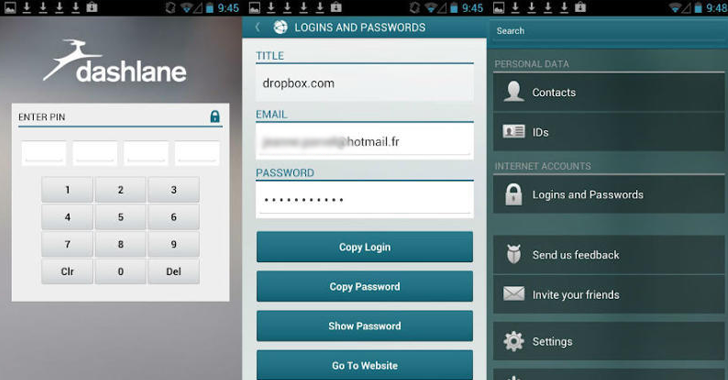 9:45
dashlane
ENTER PIN
1
2
3
4
5
6
7
8
9
Clr
0
Del
9:45
LOGINS AND PASSWORDS
TITLE
dropbox.com
EMAIL
@hotmail.fr
PASSWORD
Copy Login
Copy Password
Show Password
Go To Website
9:48
Search
PERSONAL DATA
Contacts
IDs
INTERNET ACCOUNTS
Logins and Passwords
Send us feedback
Invite your friends
Settings